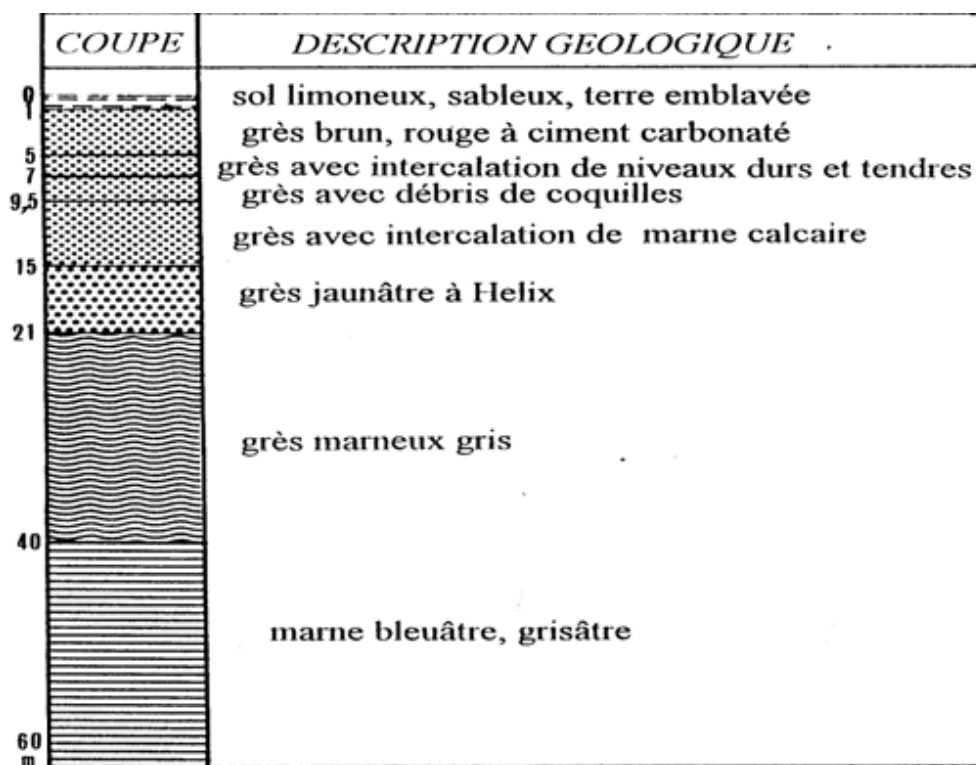 COUPE DESCRIPTION GEOLOGIQUE
0 sol limoneux, sableux, terre emblavée
1
grès brun, rouge à ciment carbonaté
5 grès avec intercalation de niveaux durs et tendres
7
9,5 grès avec débris de coquilles
grès avec intercalation de marne calcaire
15
grès jaunâtre à Helix
21
grès marneux gris
40
marne bleuâtre, grisâtre
60
m